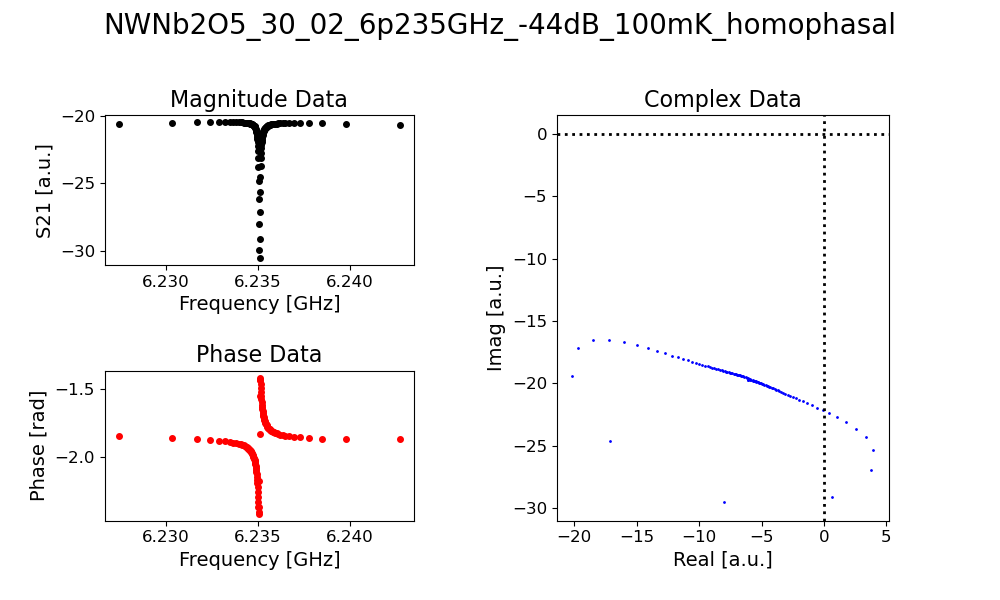 NWNb2O5_30_02_6p235GHz_-44dB_100mK_homophasal
Magnitude Data
S21 [a.u.]
−20
−25
−30
6.230 6.235 6.240
Frequency [GHz]
Phase Data
Phase [rad]
−1.5
−2.0
6.230 6.235 6.240
Frequency [GHz]
Complex Data
Imag [a.u.]
0
−5
−10
−15
−20
−25
−30
−20 −15 −10 −5 0 5
Real [a.u.]